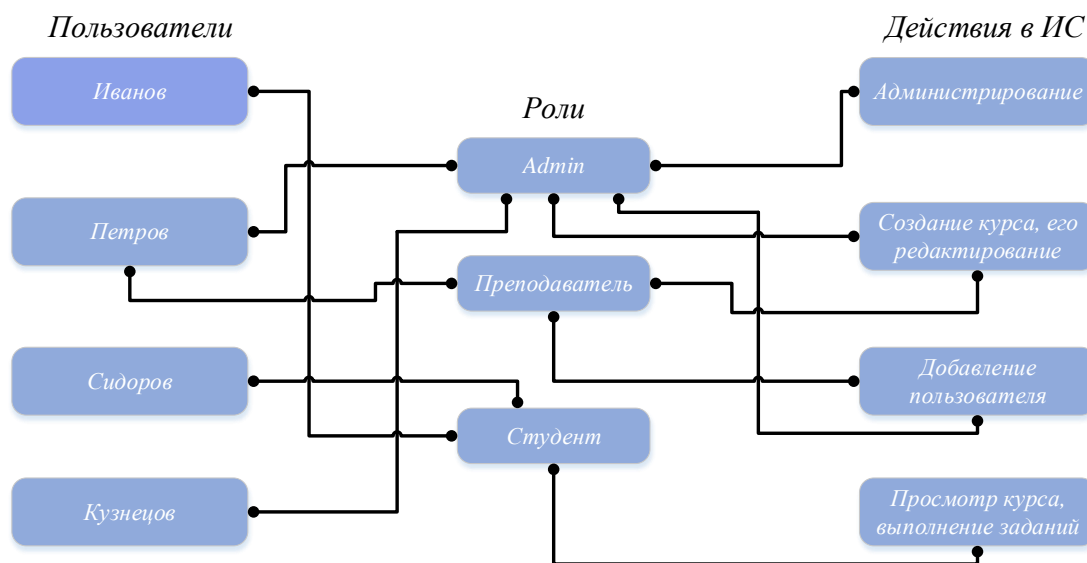 Пользователи
Действия в ИС
Роли
Иванов
Администрирование
Admin
Петров
Создание курса, его
редактирование
Преподаватель
Сидоров
Добавление
пользователя
Студент
Кузнецов
Просмотр курса,
выполнение заданий